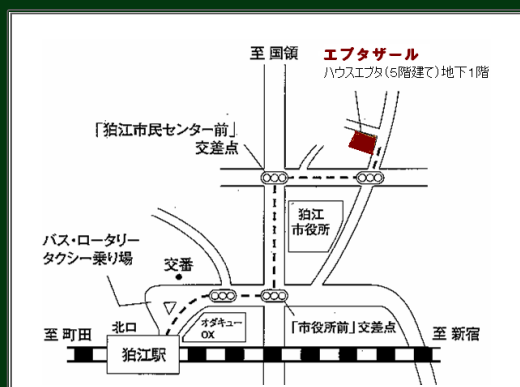 至 国領
エプタザール
ハウスエプタ(5階建て)地下1階
「狛江市民センター前」
交差点
狛江
市役所
バス・ロータリー
タクシー乗り場
交番
オダキュー
OX
「市役所前」交差点
至 町田
北口
狛江駅
至 新宿